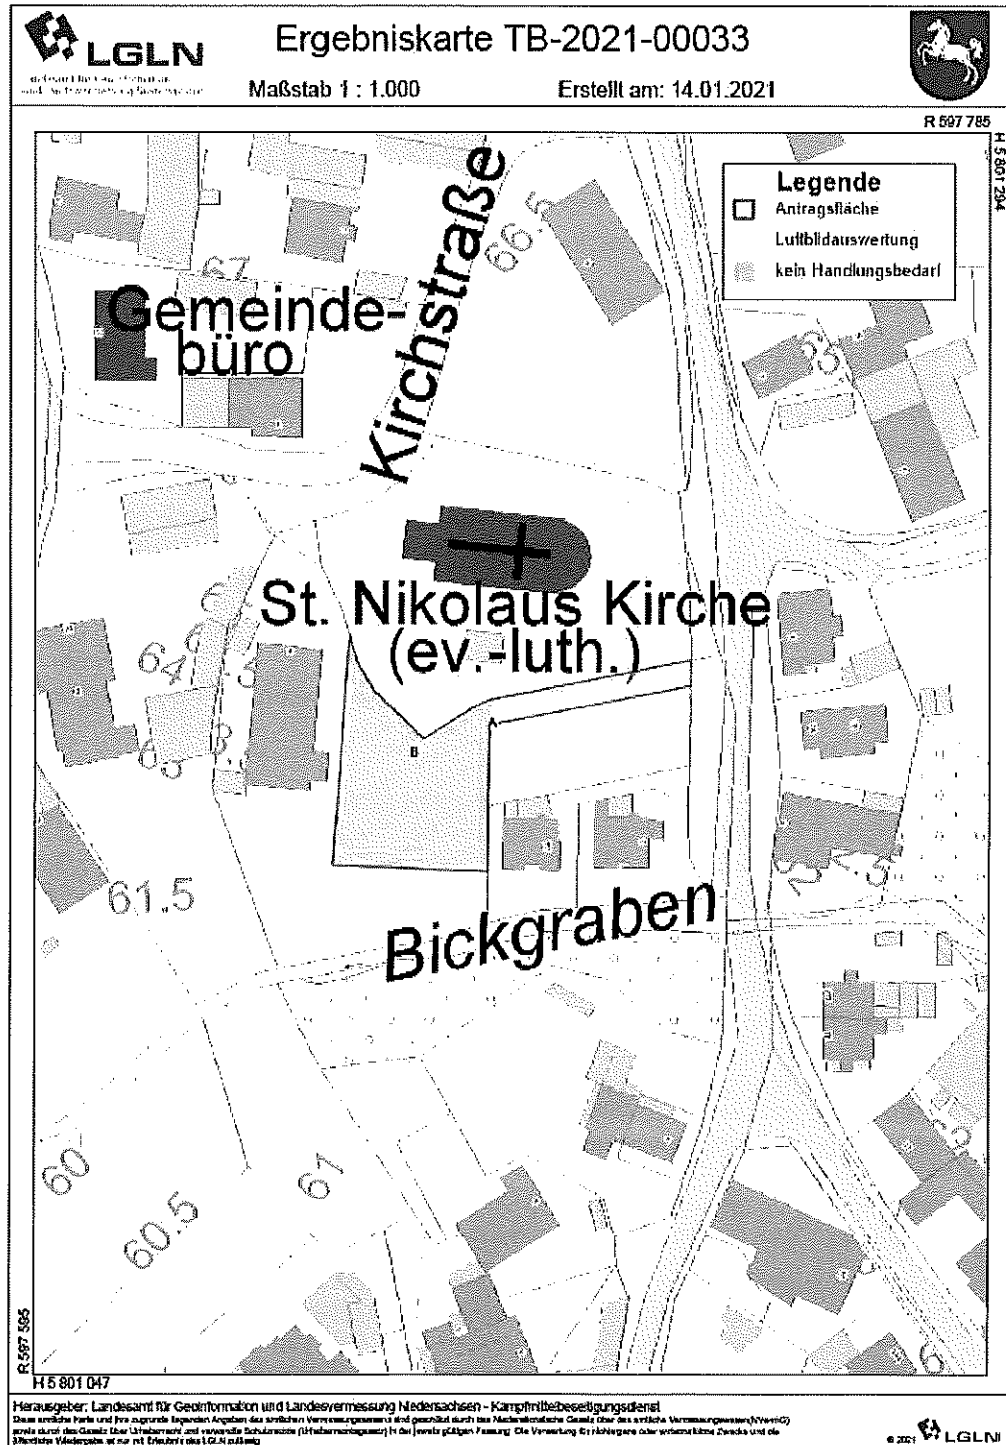 LGLN
Ergebniskarte TB-2021-00033
Maßstab 1 : 1.000
Erstellt am: 14.01.2021
R 597 785
H 5 801 294
Legende
Antragsfläche
Luftbildauswertung
kein Handlungsbedarf
Kirchstraße
66.5
67
Gemeinde-
büro
65
St. Nikolaus Kirche
(ev.-luth.)
64
A
B
61.5
Bickgraben
60
60.5
61
R 597 595
H 5 801 047
Herausgeber: Landesamt für Geoinformation und Landesvermessung Niedersachsen - Kampfmittelbeseitigungsdienst
© 2021 LGLN